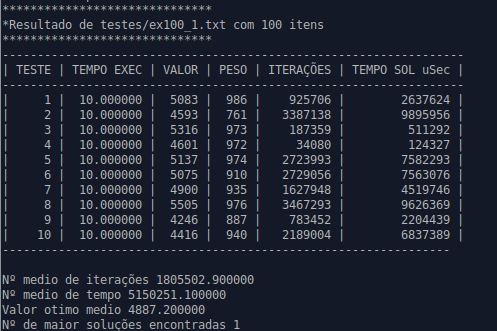 ******************************
*Resultado de testes/ex100_1.txt com 100 itens
******************************
------------------------------------------------------------------
| TESTE | TEMPO EXEC | VALOR | PESO | ITERAÇÕES | TEMPO SOL uSec |
------------------------------------------------------------------
| 1 | 10.000000 | 5083 | 986 | 925706 | 2637624 |
| 2 | 10.000000 | 4593 | 761 | 3387138 | 9895956 |
| 3 | 10.000000 | 5316 | 973 | 187359 | 511292 |
| 4 | 10.000000 | 4601 | 972 | 34080 | 124327 |
| 5 | 10.000000 | 5137 | 974 | 2723993 | 7582293 |
| 6 | 10.000000 | 5075 | 910 | 2729056 | 7563076 |
| 7 | 10.000000 | 4900 | 935 | 1627948 | 4519746 |
| 8 | 10.000000 | 5505 | 976 | 3467293 | 9626369 |
| 9 | 10.000000 | 4246 | 887 | 783452 | 2204439 |
| 10 | 10.000000 | 4416 | 940 | 2189004 | 6837389 |
------------------------------------------------------------------
Nº medio de iterações 1805502.900000
Nº medio de tempo 5150251.100000
Valor otimo medio 4887.200000
Nº de maior soluções encontradas 1